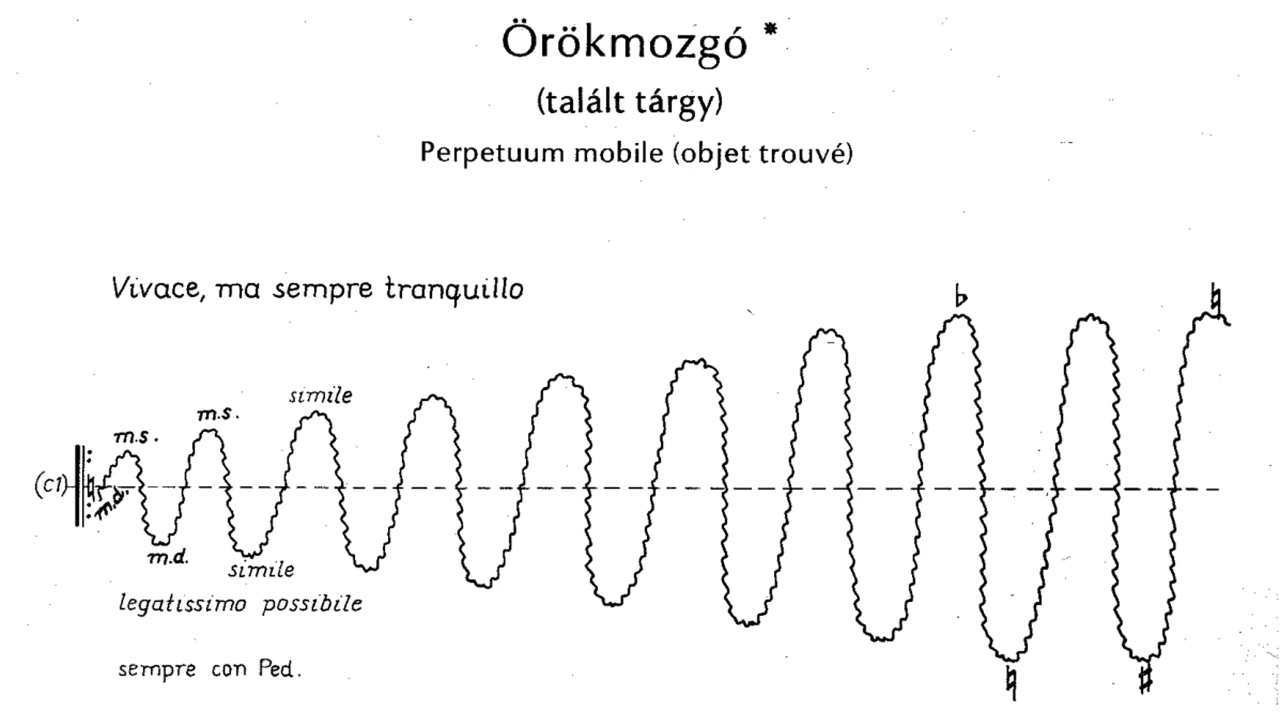 Örökmozgó *
(talált tárgy)
Perpetuum mobile (objet trouvé)
Vivace, ma sempre tranquillo
♭ ♮
simile
m.s.
m.s.
(c1) ♮
m.d.
m.d.
simile
legatissimo possibile
sempre con Ped.
♮ #